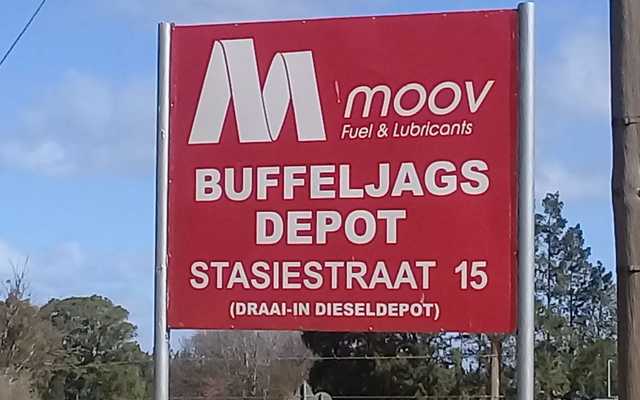 moov
Fuel & Lubricants
BUFFELJAGS
DEPOT
STASIESTRAAT 15
(DRAAI-IN DIESELDEPOT)